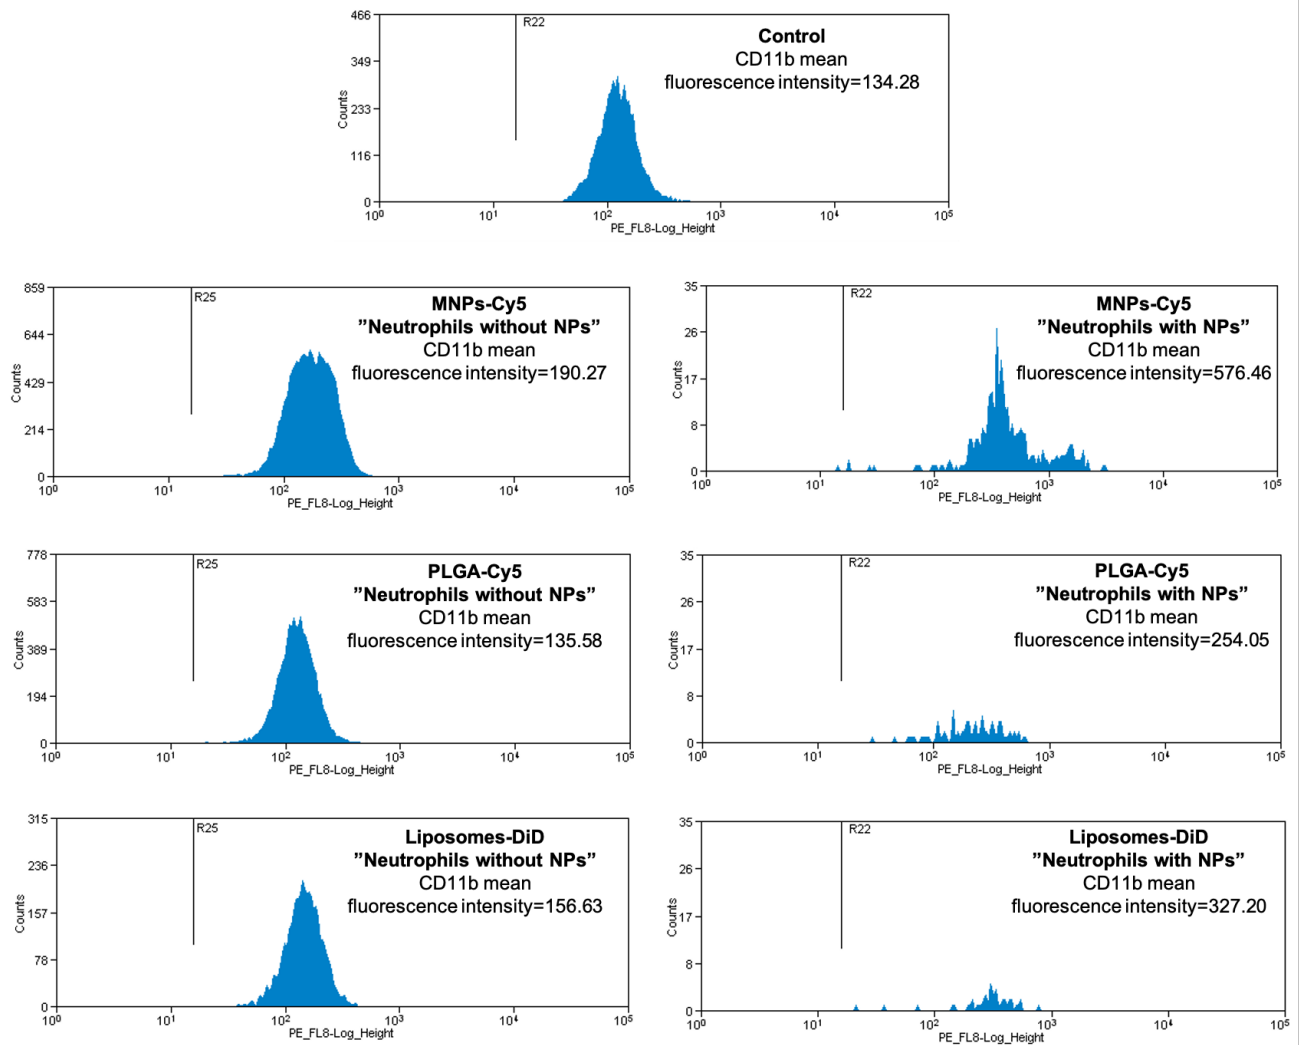 466
R22
Control
CD11b mean
fluorescence intensity=134.28
349
233
116
0
Counts
10⁰ 10¹ 10² 10³ 10⁴ 10⁵
PE_FL8-Log_Height
859
R25
MNPs-Cy5
”Neutrophils without NPs”
CD11b mean
fluorescence intensity=190.27
644
429
214
0
Counts
10⁰ 10¹ 10² 10³ 10⁴ 10⁵
PE_FL8-Log_Height
35
R22
MNPs-Cy5
”Neutrophils with NPs”
CD11b mean
fluorescence intensity=576.46
26
17
8
0
Counts
10⁰ 10¹ 10² 10³ 10⁴ 10⁵
PE_FL8-Log_Height
778
R25
PLGA-Cy5
”Neutrophils without NPs”
CD11b mean
fluorescence intensity=135.58
583
389
194
0
Counts
10⁰ 10¹ 10² 10³ 10⁴ 10⁵
PE_FL8-Log_Height
35
R22
PLGA-Cy5
”Neutrophils with NPs”
CD11b mean
fluorescence intensity=254.05
26
17
8
0
Counts
10⁰ 10¹ 10² 10³ 10⁴ 10⁵
PE_FL8-Log_Height
315
R25
Liposomes-DiD
”Neutrophils without NPs”
CD11b mean
fluorescence intensity=156.63
236
157
78
0
Counts
10⁰ 10¹ 10² 10³ 10⁴ 10⁵
PE_FL8-Log_Height
35
R22
Liposomes-DiD
”Neutrophils with NPs”
CD11b mean
fluorescence intensity=327.20
26
17
8
0
Counts
10⁰ 10¹ 10² 10³ 10⁴ 10⁵
PE_FL8-Log_Height